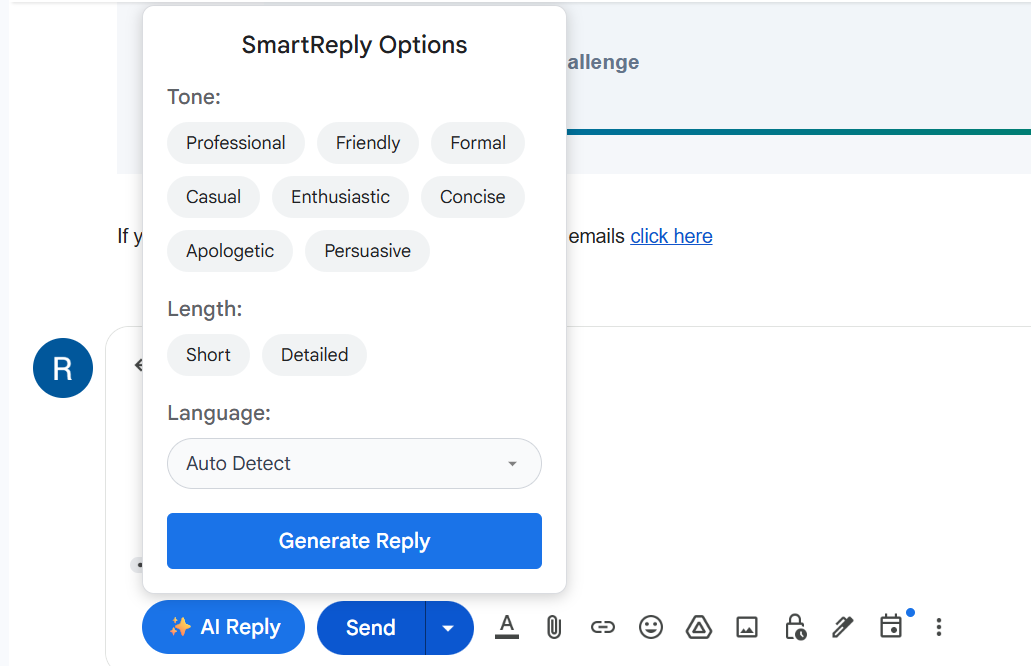 SmartReply Options
allenge
Tone:
Professional Friendly Formal
Casual Enthusiastic Concise
Apologetic Persuasive
If y emails click here
Length:
Short Detailed
R
Language:
Auto Detect
Generate Reply
✨ AI Reply Send A